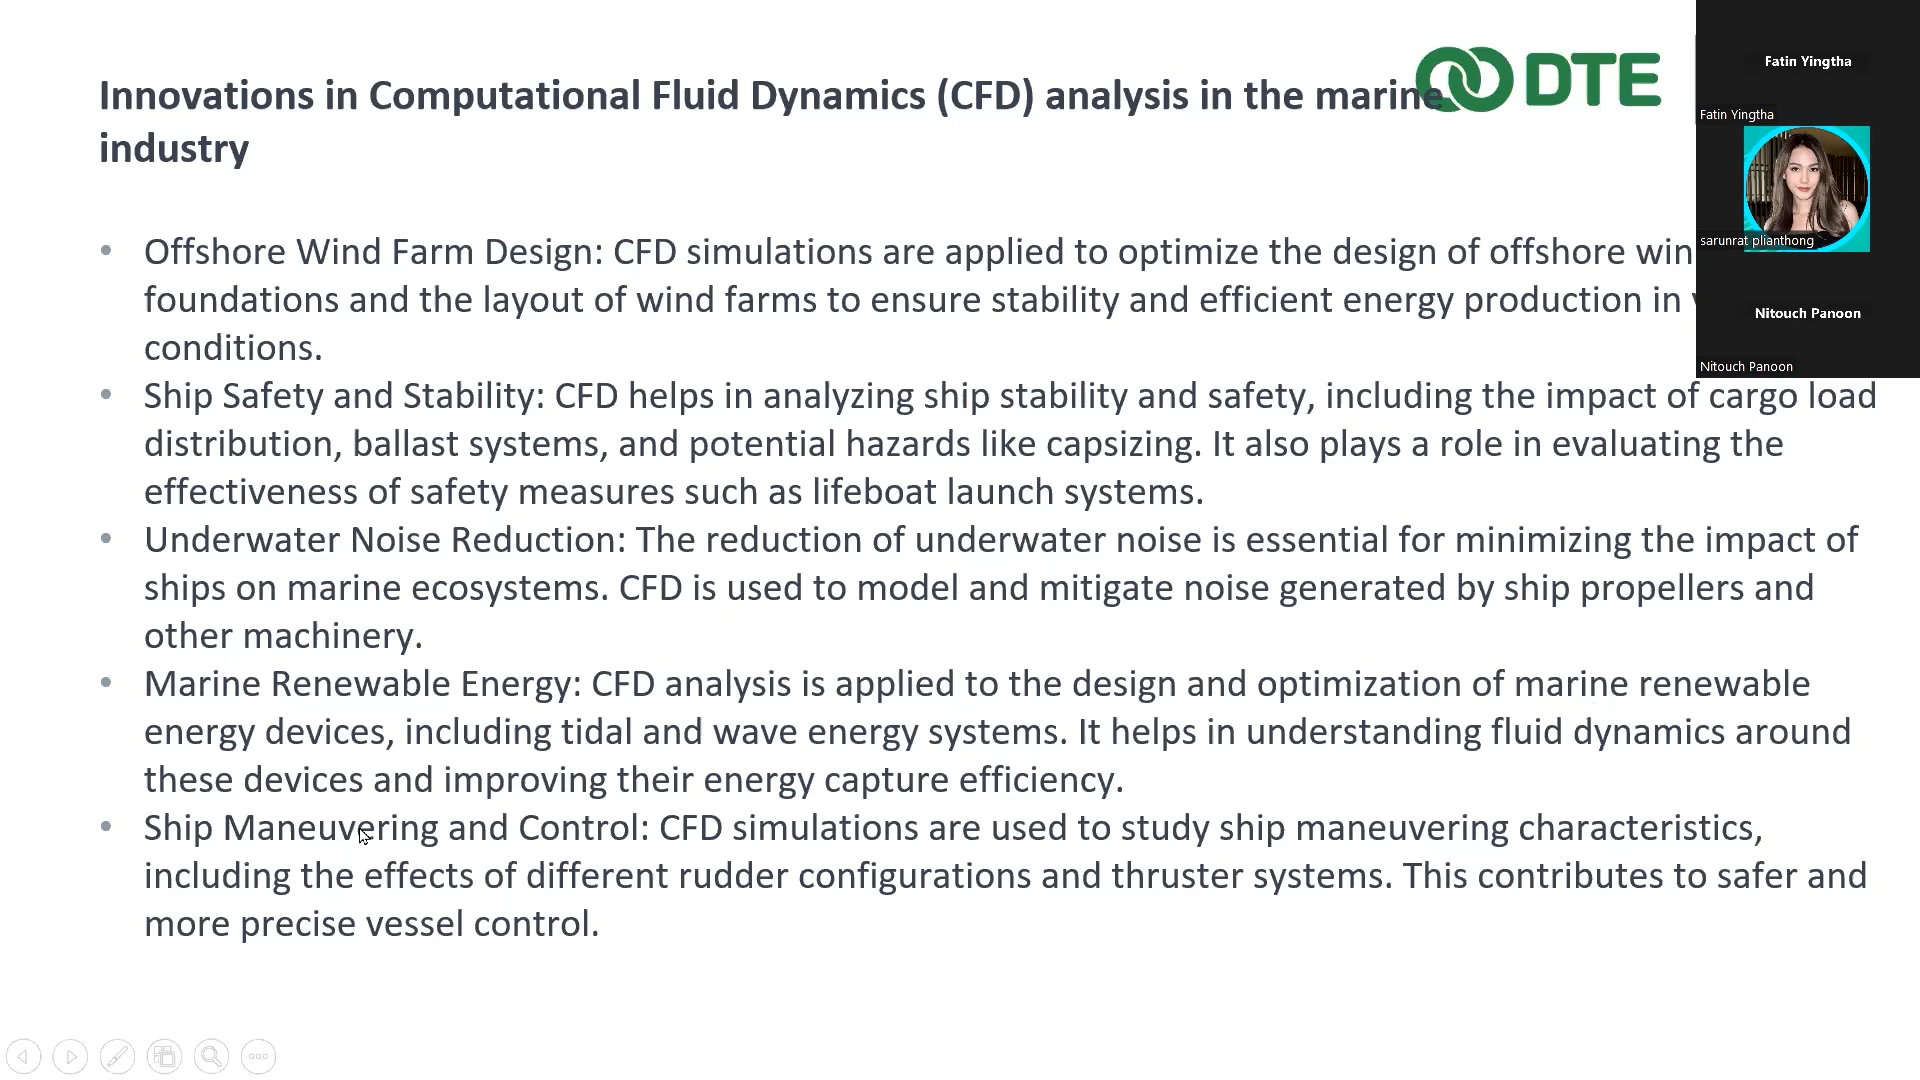 Innovations in Computational Fluid Dynamics (CFD) analysis in the marine
industry
DTE
• Offshore Wind Farm Design: CFD simulations are applied to optimize the design of offshore
foundations and the layout of wind farms to ensure stability and efficient energy production in
conditions.
• Ship Safety and Stability: CFD helps in analyzing ship stability and safety, including the impact of cargo load
distribution, ballast systems, and potential hazards like capsizing. It also plays a role in evaluating the
effectiveness of safety measures such as lifeboat launch systems.
• Underwater Noise Reduction: The reduction of underwater noise is essential for minimizing the impact of
ships on marine ecosystems. CFD is used to model and mitigate noise generated by ship propellers and
other machinery.
• Marine Renewable Energy: CFD analysis is applied to the design and optimization of marine renewable
energy devices, including tidal and wave energy systems. It helps in understanding fluid dynamics around
these devices and improving their energy capture efficiency.
• Ship Maneuvering and Control: CFD simulations are used to study ship maneuvering characteristics,
including the effects of different rudder configurations and thruster systems. This contributes to safer and
more precise vessel control.
Fatin Yingtha
Fatin Yingtha
sarunrat plianthong
Nitouch Panoon
Nitouch Panoon